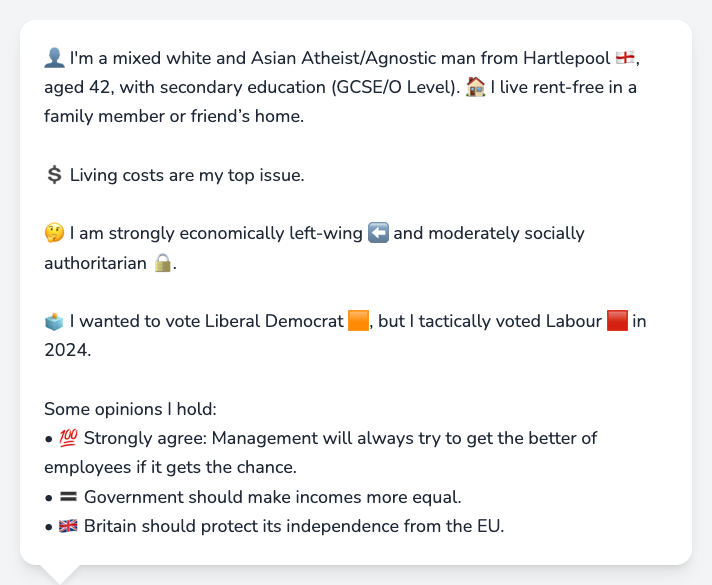 👤 I'm a mixed white and Asian Atheist/Agnostic man from Hartlepool 🏴󠁧󠁢󠁥󠁮󠁧󠁿,
aged 42, with secondary education (GCSE/O Level). 🏠 I live rent-free in a
family member or friend’s home.
💲 Living costs are my top issue.
🤔 I am strongly economically left-wing ⬅️ and moderately socially
authoritarian 🔒.
🗳️ I wanted to vote Liberal Democrat 🟧, but I tactically voted Labour 🟥 in
2024.
Some opinions I hold:
• 💯 Strongly agree: Management will always try to get the better of
employees if it gets the chance.
• 🟰 Government should make incomes more equal.
• 🇬🇧 Britain should protect its independence from the EU.